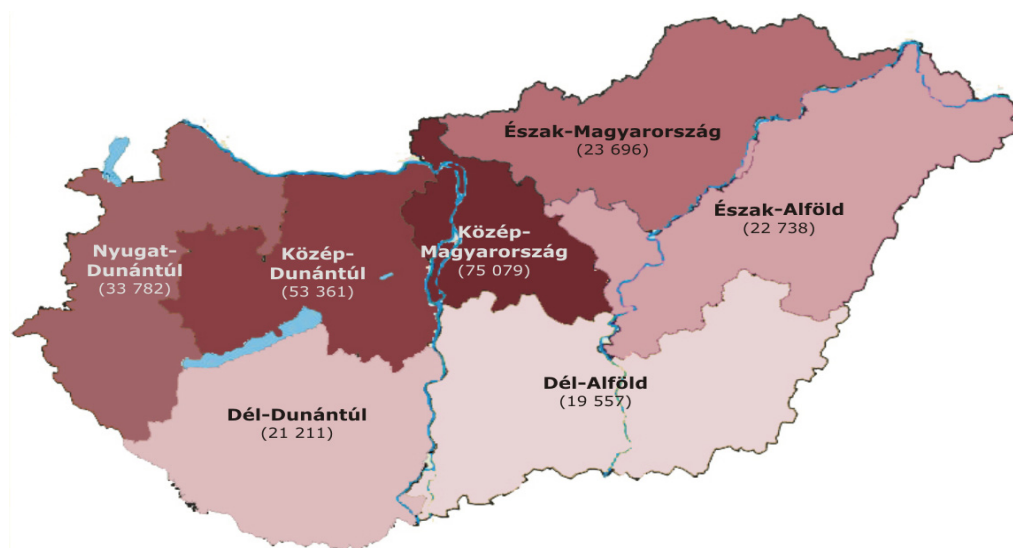 Észak-Magyarország
(23 696)
Észak-Alföld
(22 738)
Közép-
Magyarország
(75 079)
Nyugat-
Dunántúl
(33 782)
Közép-
Dunántúl
(53 361)
Dél-Alföld
(19 557)
Dél-Dunántúl
(21 211)